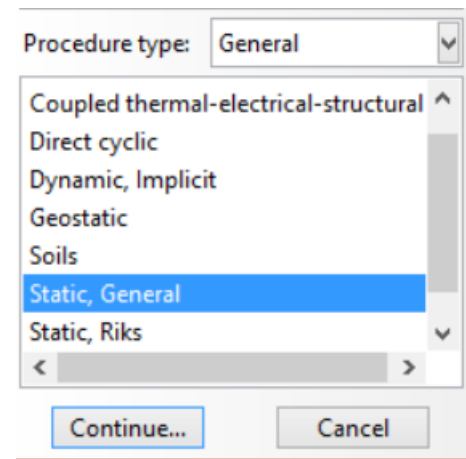 Procedure type: General
Coupled thermal-electrical-structural
Direct cyclic
Dynamic, Implicit
Geostatic
Soils
Static, General
Static, Riks
Continue... Cancel